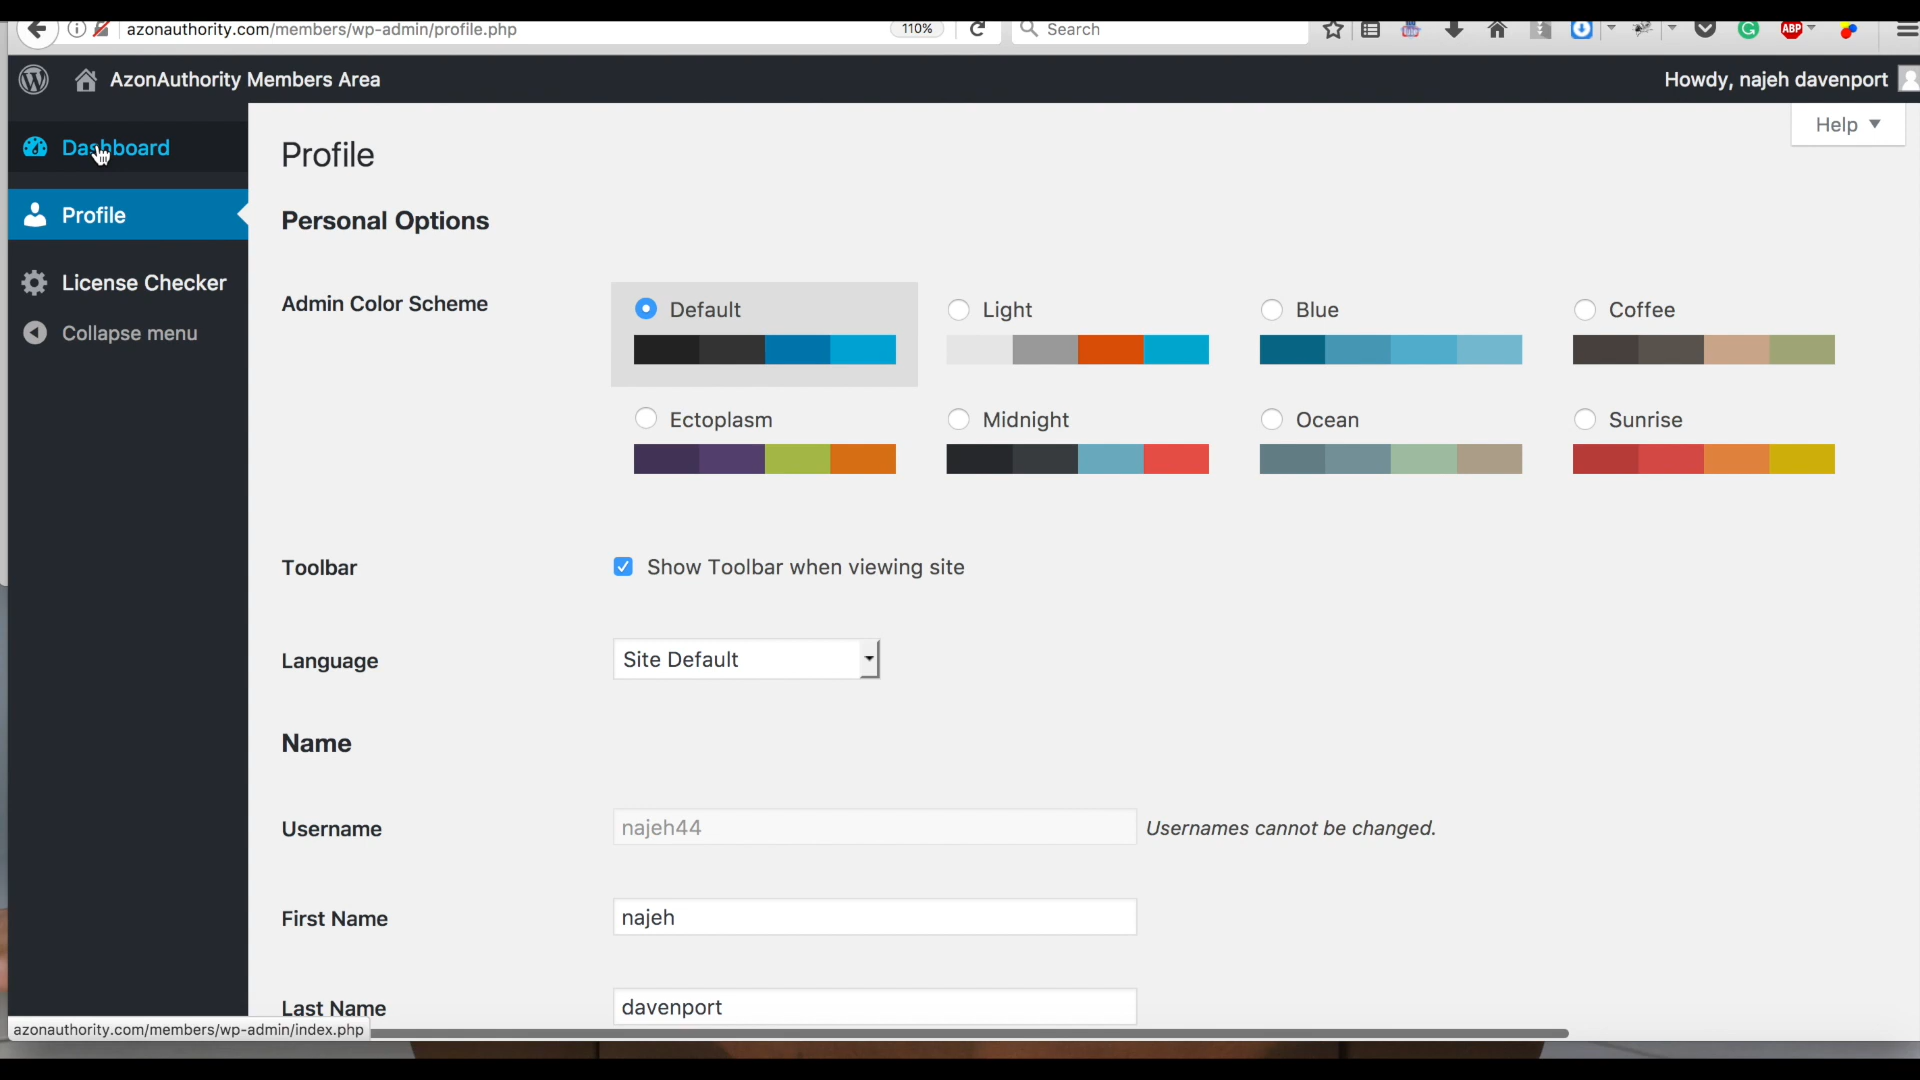 azonauthority.com/members/wp-admin/profile.php 110% Search ABP
AzonAuthority Members Area Howdy, najeh davenport
Help
Dashboard
Profile
License Checker
Collapse menu
Profile
Personal Options
Admin Color Scheme
Default Light Blue Coffee
Ectoplasm Midnight Ocean Sunrise
Toolbar Show Toolbar when viewing site
Language Site Default
Name
Username najeh44 Usernames cannot be changed.
First Name najeh
Last Name davenport
azonauthority.com/members/wp-admin/index.php